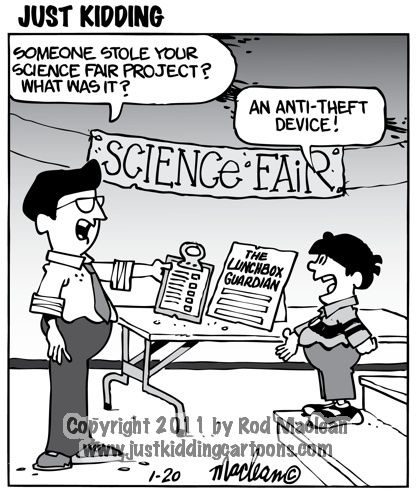 JUST KIDDING
SOMEONE STOLE YOUR
SCIENCE FAIR PROJECT?
WHAT WAS IT?
AN ANTI-THEFT
DEVICE!
SCIENCE FAIR
THE
LUNCHBOX
GUARDIAN
Copyright 2011 by Rod Maclean
www.justkiddingcartoons.com
1-20 Maclean©